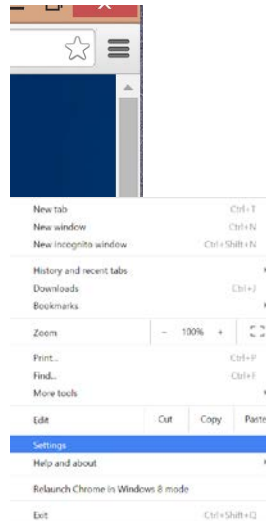 New tab Ctrl+T
New window Ctrl+N
New incognito window Ctrl+Shift+N
History and recent tabs
Downloads Ctrl+J
Bookmarks
Zoom - 100% +
Print... Ctrl+P
Find... Ctrl+F
More tools
Edit Cut Copy Paste
Settings
Help and about
Relaunch Chrome in Windows 8 mode
Exit Ctrl+Shift+Q